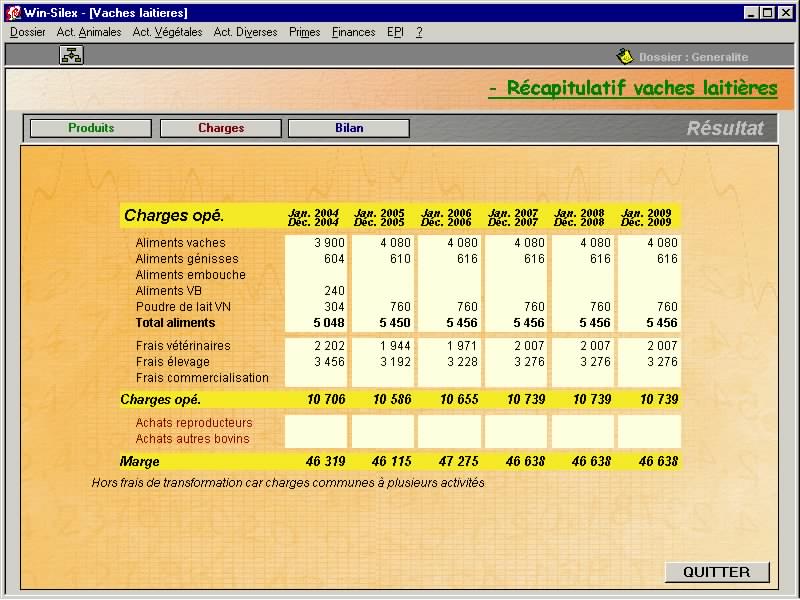 Win-Silex - [Vaches laitieres]
Dossier Act. Animales Act. Végétales Act. Diverses Primes Finances EPI ?
Dossier : Generalite
- Récapitulatif vaches laitières
Produits Charges Bilan Résultat
Charges opé. Jan. 2004 Jan. 2005 Jan. 2006 Jan. 2007 Jan. 2008 Jan. 2009
Déc. 2004 Déc. 2005 Déc. 2006 Déc. 2007 Déc. 2008 Déc. 2009
Aliments vaches 3 900 4 080 4 080 4 080 4 080 4 080
Aliments génisses 604 610 616 616 616 616
Aliments embouche
Aliments VB 240
Poudre de lait VN 304 760 760 760 760 760
Total aliments 5 048 5 450 5 456 5 456 5 456 5 456
Frais vétérinaires 2 202 1 944 1 971 2 007 2 007 2 007
Frais élevage 3 456 3 192 3 228 3 276 3 276 3 276
Frais commercialisation
Charges opé. 10 706 10 586 10 655 10 739 10 739 10 739
Achats reproducteurs
Achats autres bovins
Marge 46 319 46 115 47 275 46 638 46 638 46 638
Hors frais de transformation car charges communes à plusieurs activités
QUITTER